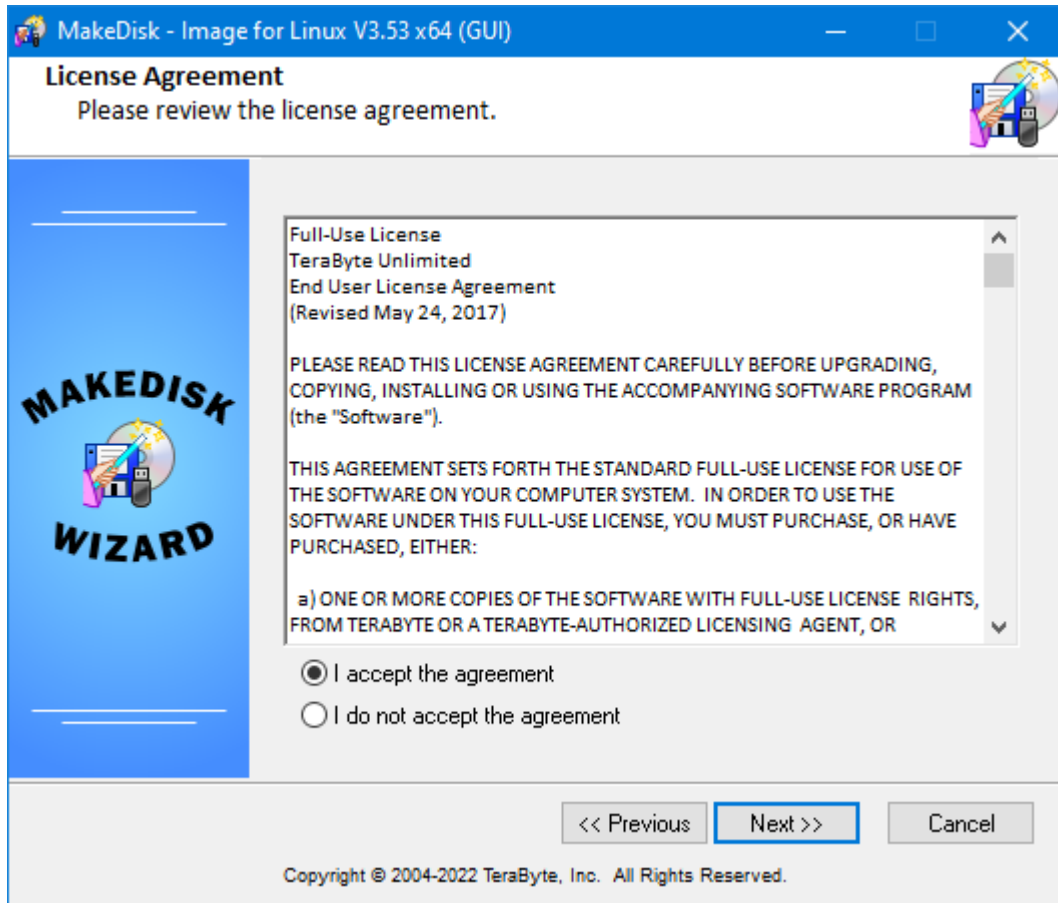 MakeDisk - Image for Linux V3.53 x64 (GUI)
License Agreement
Please review the license agreement.
MAKEDISK
WIZARD
Full-Use License
TeraByte Unlimited
End User License Agreement
(Revised May 24, 2017)
PLEASE READ THIS LICENSE AGREEMENT CAREFULLY BEFORE UPGRADING,
COPYING, INSTALLING OR USING THE ACCOMPANYING SOFTWARE PROGRAM
(the "Software").
THIS AGREEMENT SETS FORTH THE STANDARD FULL-USE LICENSE FOR USE OF
THE SOFTWARE ON YOUR COMPUTER SYSTEM.  IN ORDER TO USE THE
SOFTWARE UNDER THIS FULL-USE LICENSE, YOU MUST PURCHASE, OR HAVE
PURCHASED, EITHER:
a) ONE OR MORE COPIES OF THE SOFTWARE WITH FULL-USE LICENSE  RIGHTS,
FROM TERABYTE OR A TERABYTE-AUTHORIZED LICENSING  AGENT, OR
I accept the agreement
I do not accept the agreement
<< Previous
Next >>
Cancel
Copyright © 2004-2022 TeraByte, Inc.  All Rights Reserved.